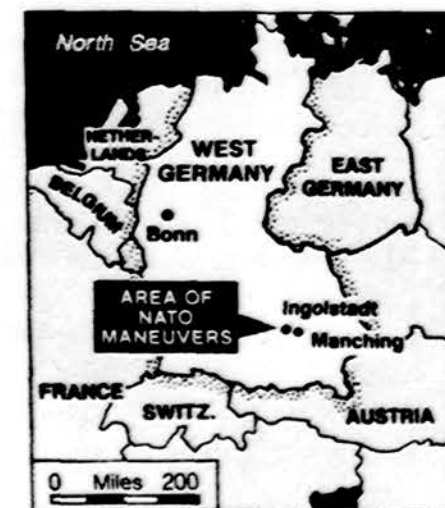 North Sea
NETHER-
LANDS
WEST
GERMANY
EAST
GERMANY
BELGIUM
Bonn
AREA OF
NATO
MANEUVERS
Ingolstadt
Manching
FRANCE
SWITZ.
AUSTRIA
0 Miles 200